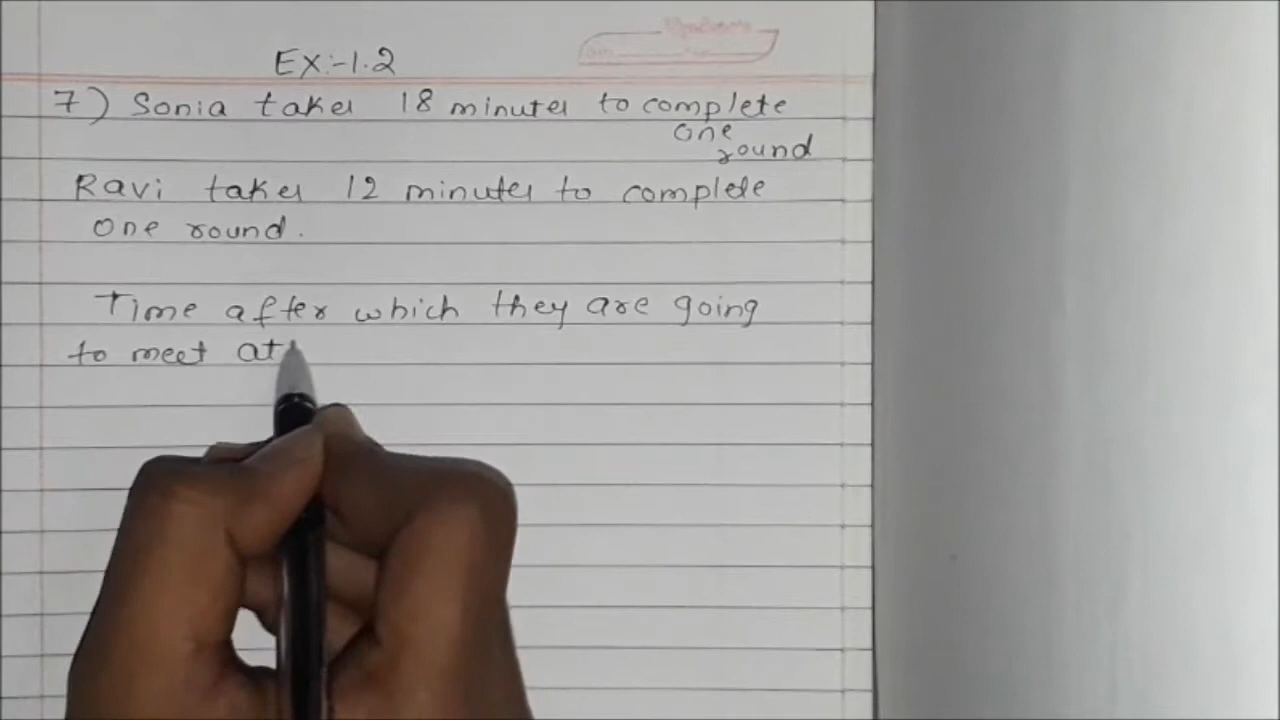 Ex:-1.2
7) Sonia takes 18 minutes to complete
one
round
Ravi takes 12 minutes to complete
one round.
Time after which they are going
to meet at